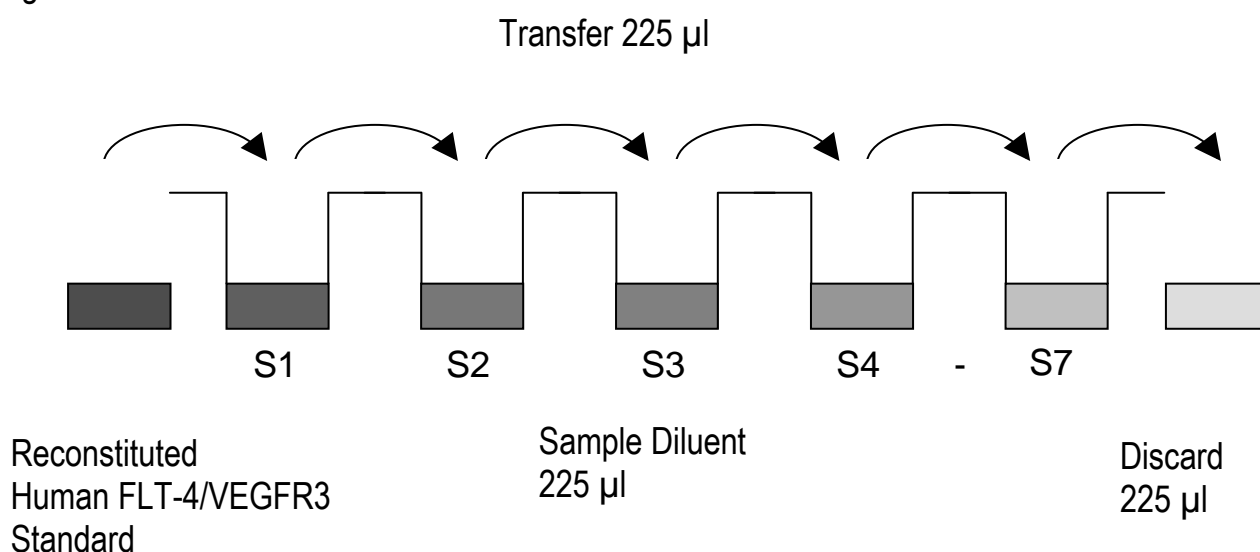 Transfer 225 µl
S1 S2 S3 S4 - S7
Reconstituted
Human FLT-4/VEGFR3
Standard
Sample Diluent
225 µl
Discard
225 µl